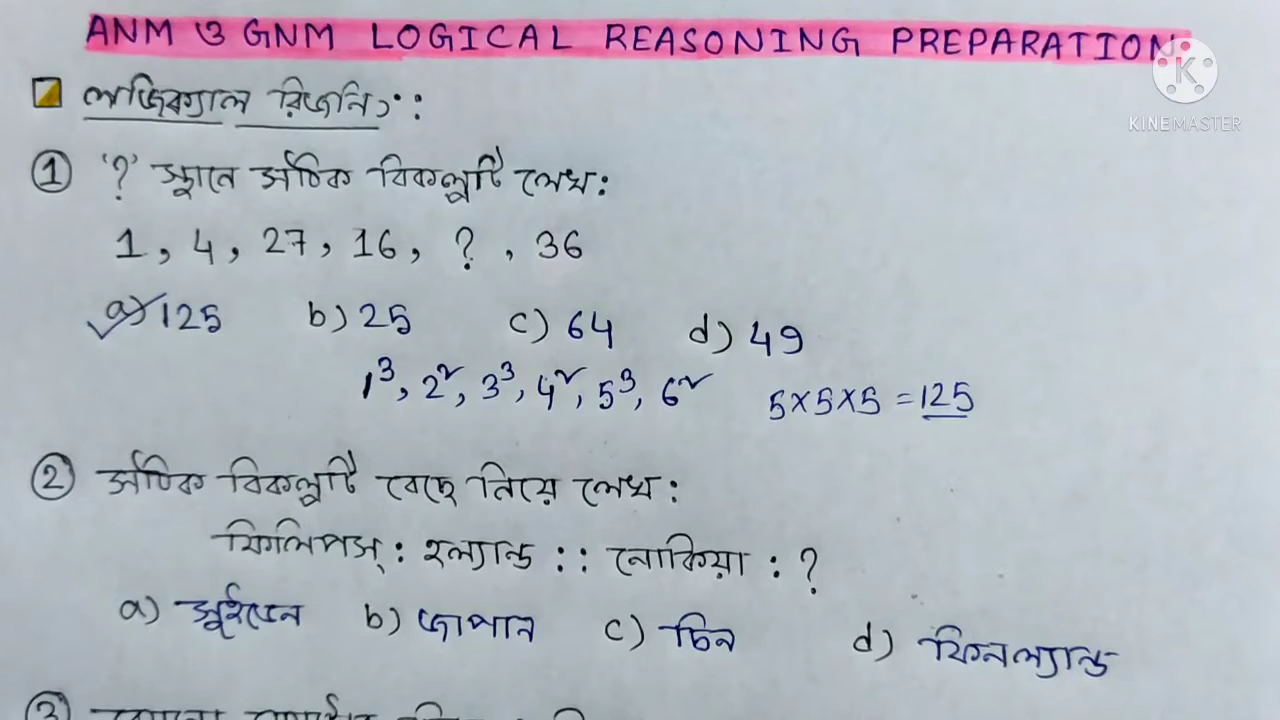 ANM ও GNM LOGICAL REASONING PREPARATION
K
KINEMASTER
লজিক্যাল রিজনিং::
① '?' স্থানে সঠিক বিকল্পটি লেখ:
1, 4, 27, 16, ?, 36
a) 125 b) 25 c) 64 d) 49
1³, 2², 3³, 4², 5³, 6² 5×5×5 = 125
② সঠিক বিকল্পটি বেছে নিয়ে লেখ:
ফিলিপস্ : হল্যান্ড :: নোকিয়া : ?
a) সুইডেন b) জাপান c) চিন d) ফিনল্যান্ড
③